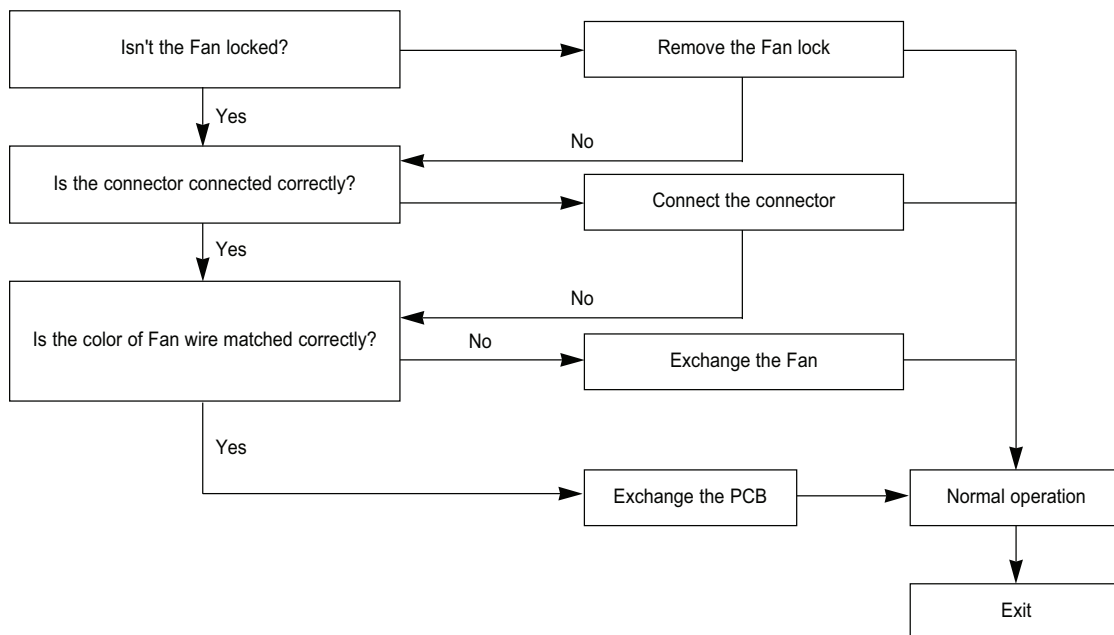 Isn't the Fan locked?
Remove the Fan lock
Yes
No
Is the connector connected correctly?
Connect the connector
Yes
No
Is the color of Fan wire matched correctly?
No
Exchange the Fan
Yes
Exchange the PCB
Normal operation
Exit